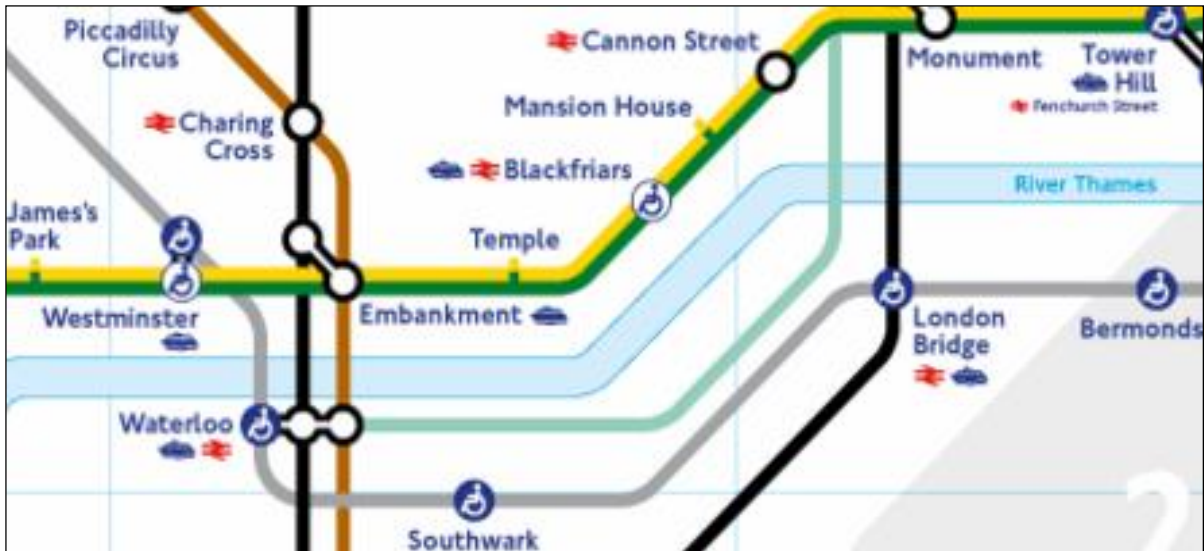 Piccadilly
Circus
Cannon Street
Monument
Tower
Hill
Fenchurch Street
Mansion House
Charing
Cross
Blackfriars
River Thames
James's
Park
Temple
Westminster
Embankment
London
Bridge
Bermonds
Waterloo
Southwark
2